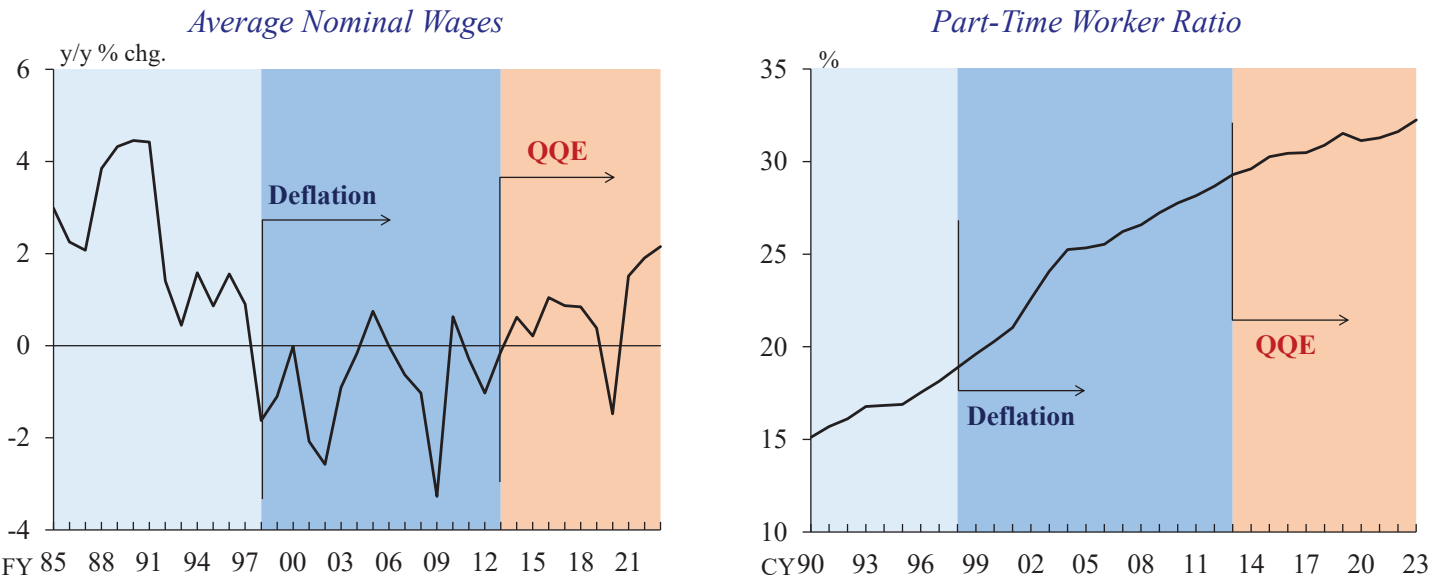 Average Nominal Wages
y/y % chg.
6
4
2
0
-2
-4
Deflation
QQE
FY 85 88 91 94 97 00 03 06 09 12 15 18 21
Part-Time Worker Ratio
%
35
30
25
20
15
10
Deflation
QQE
CY 90 93 96 99 02 05 08 11 14 17 20 23